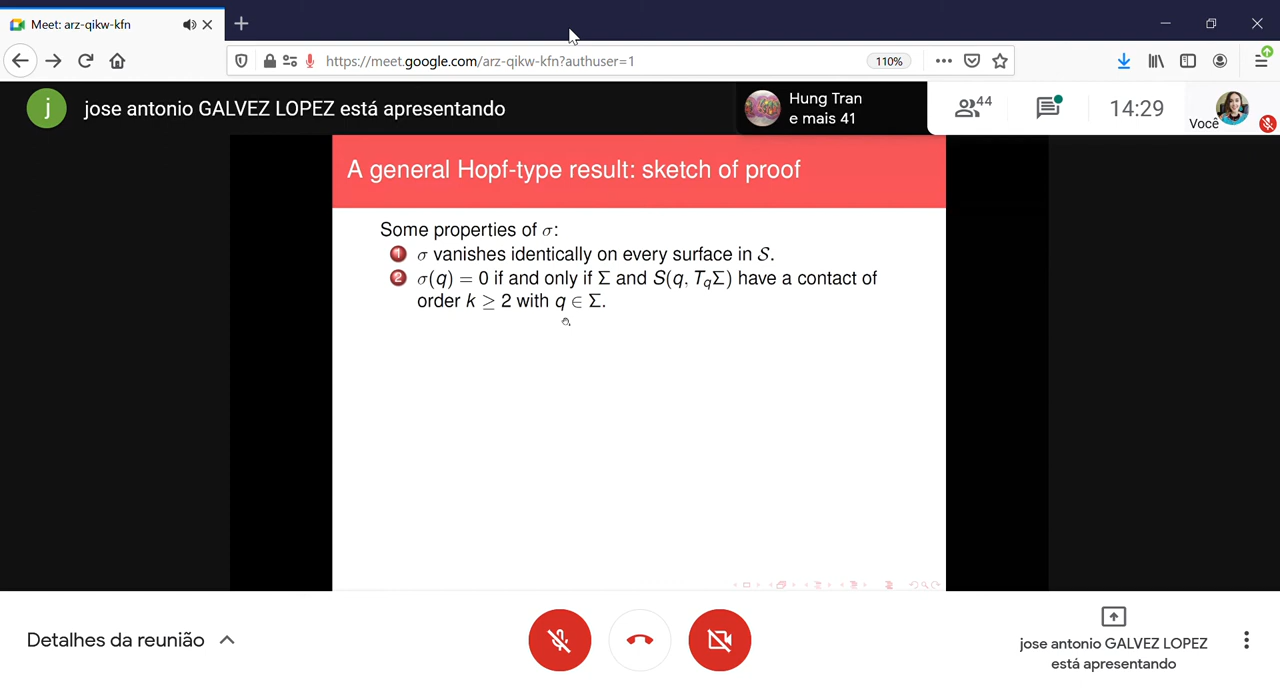 Meet: arz-qikw-kfn
https://meet.google.com/arz-qikw-kfn?authuser=1
110%
j
jose antonio GALVEZ LOPEZ está apresentando
Hung Tran
e mais 41
44
14:29
Você
A general Hopf-type result: sketch of proof
Some properties of σ:
1 σ vanishes identically on every surface in 𝒮.
2 σ(q) = 0 if and only if Σ and S(q, T_qΣ) have a contact of
order k ≥ 2 with q ∈ Σ.
Detalhes da reunião
jose antonio GALVEZ LOPEZ
está apresentando